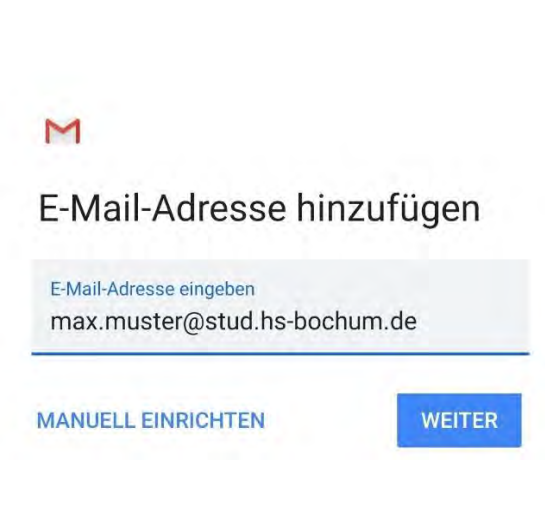 E-Mail-Adresse hinzufügen
E-Mail-Adresse eingeben
max.muster@stud.hs-bochum.de
MANUELL EINRICHTEN
WEITER